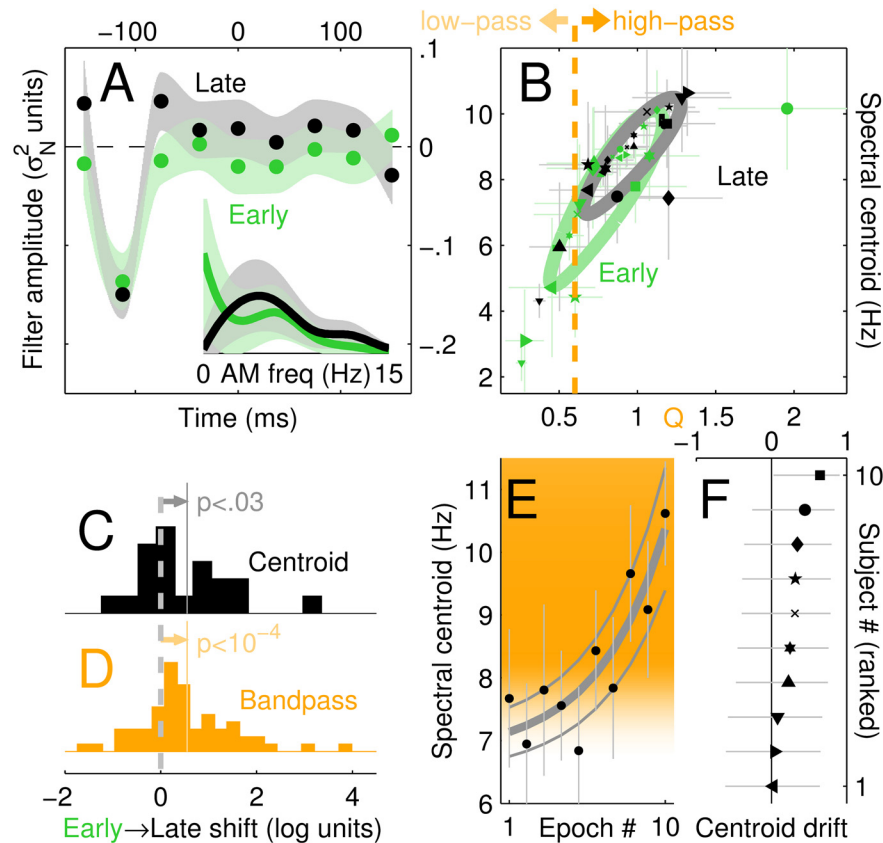 −100 0 100
A
Late
Early
.1
0
−.1
−.2
Filter amplitude (σ²N units)
0 AM freq (Hz) 15
Time (ms)
low−pass high−pass
B
Late
Early
10
8
6
4
2
Spectral centroid (Hz)
0.5 1 Q 1.5 2
C
p<.03
Centroid
D
p<10⁻⁴
Bandpass
−2 0 2 4
Early→Late shift (log units)
E
11
10
9
8
7
6
Spectral centroid (Hz)
1 Epoch # 10
−1 0 1
F
10
1
Subject # (ranked)
Centroid drift